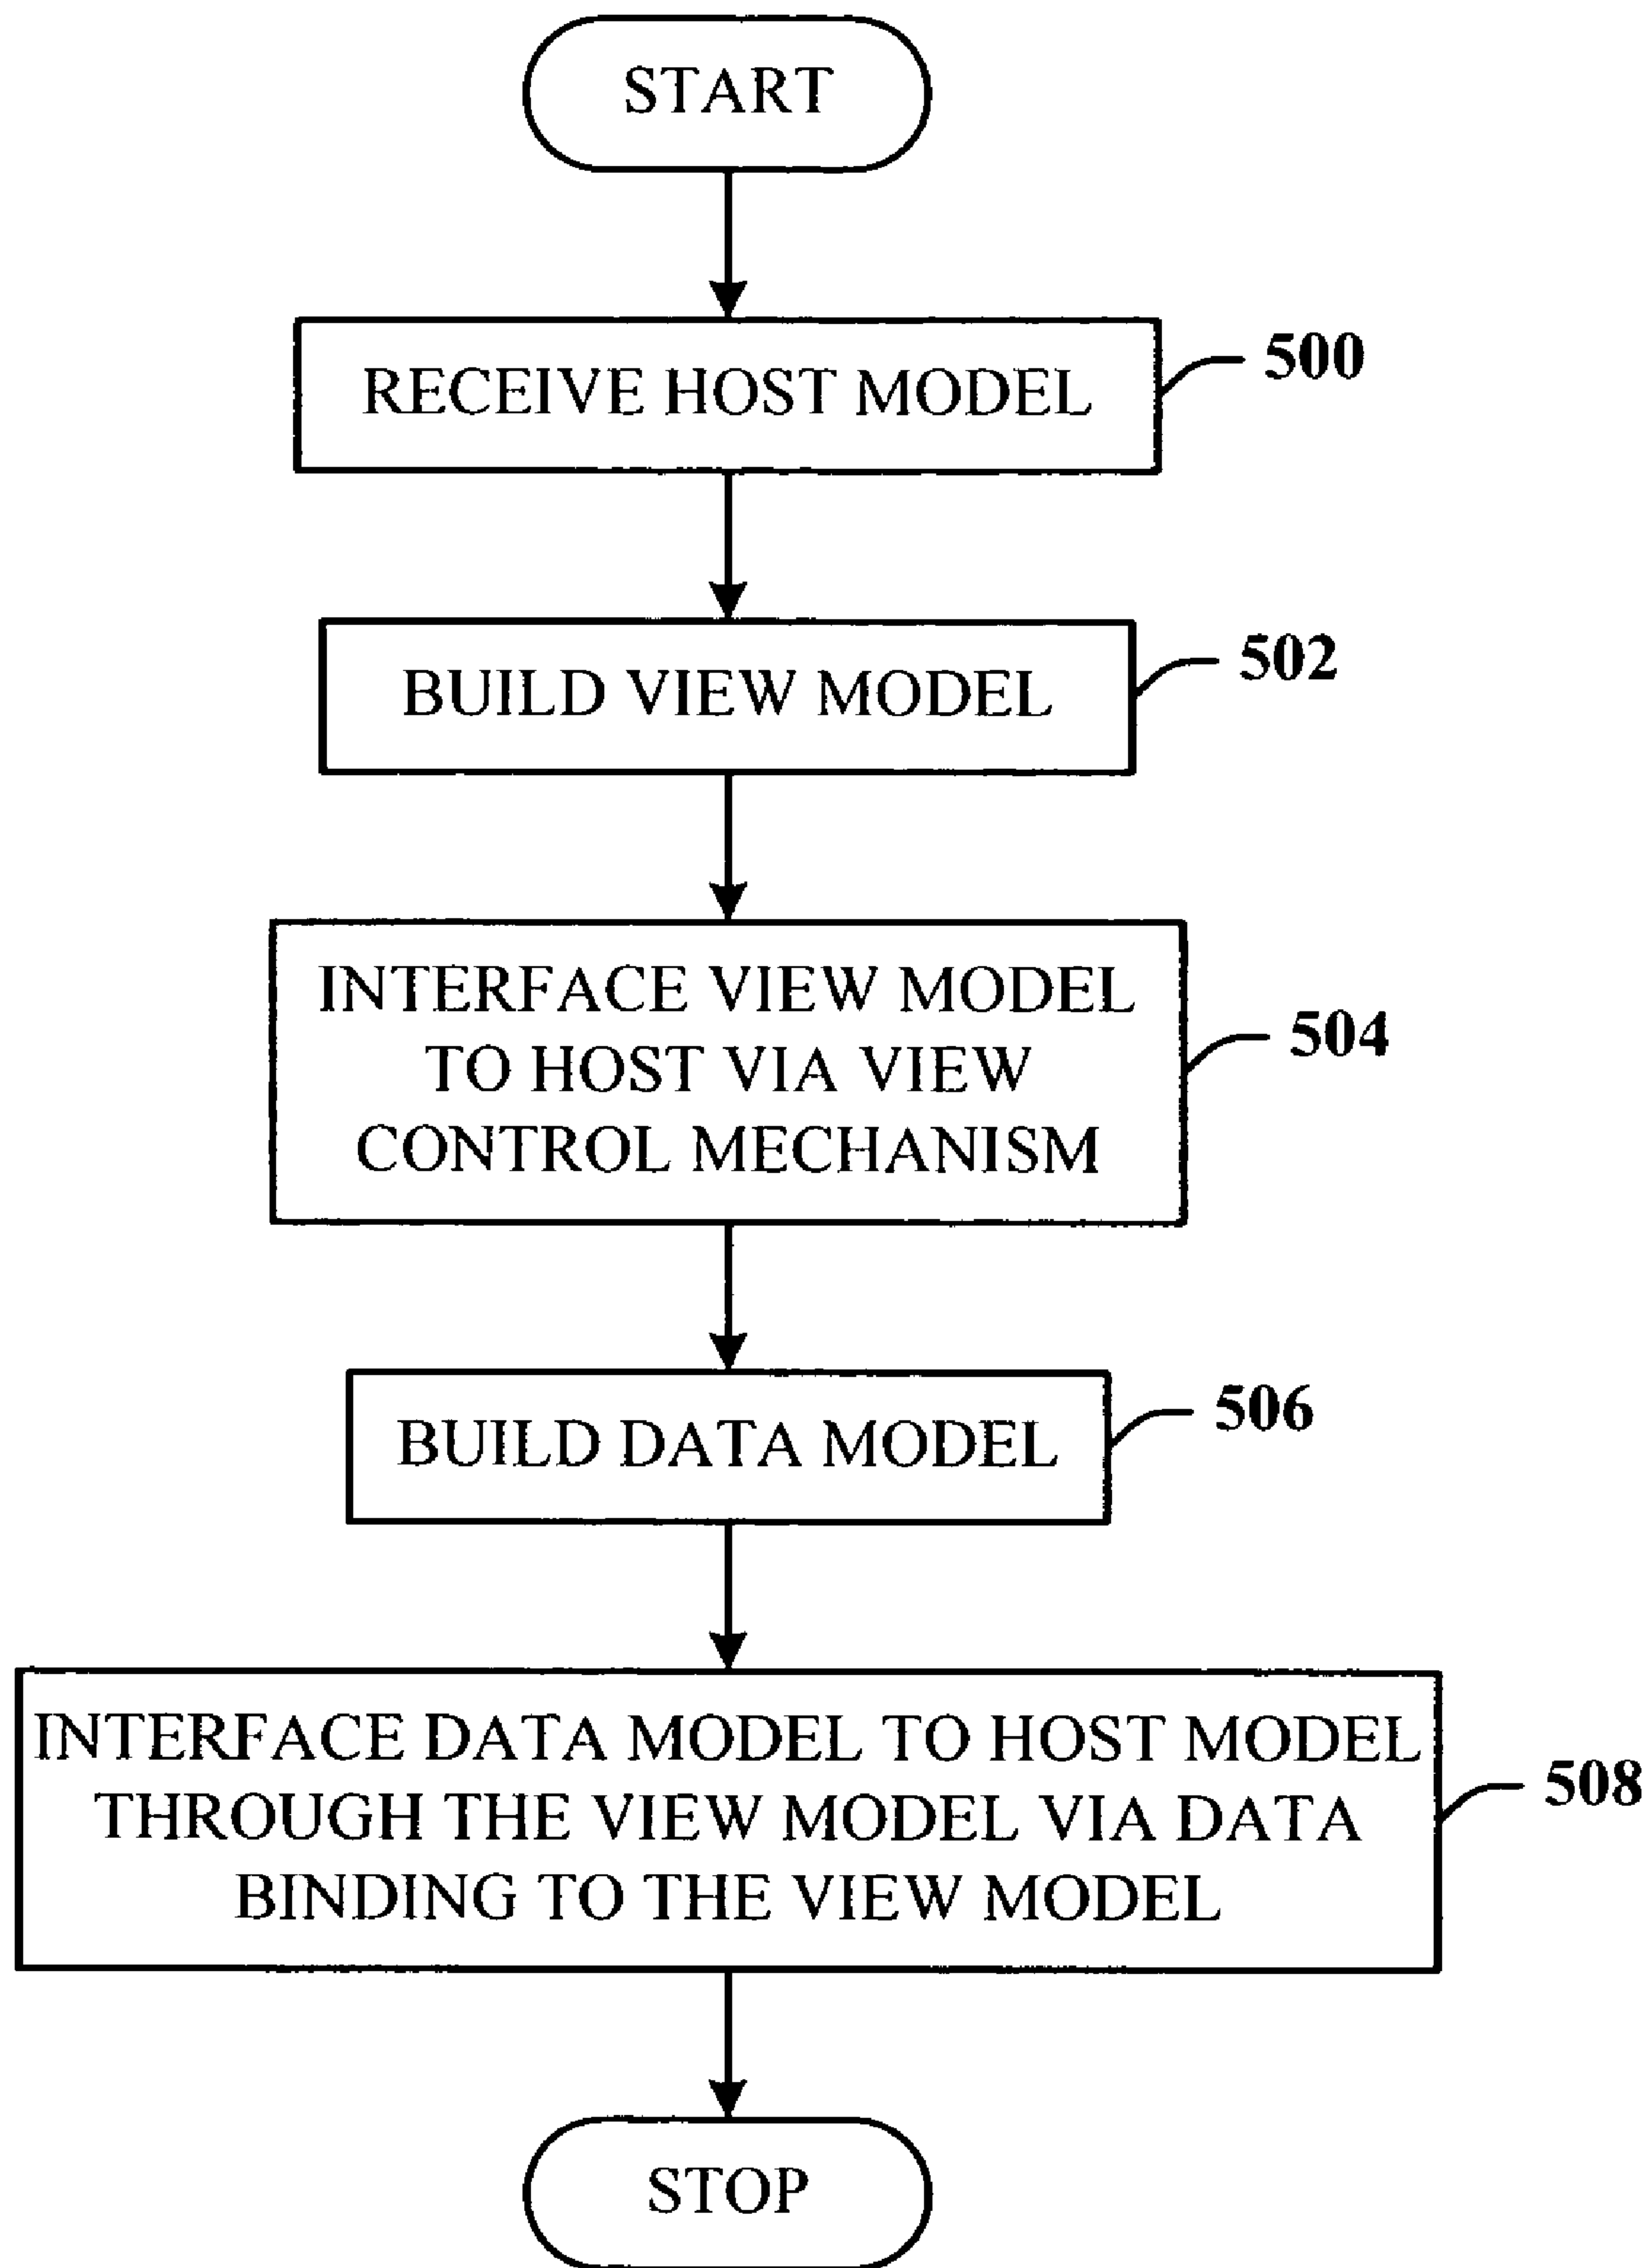 START
RECEIVE HOST MODEL
500
BUILD VIEW MODEL
502
INTERFACE VIEW MODEL
TO HOST VIA VIEW
CONTROL MECHANISM
504
BUILD DATA MODEL
506
INTERFACE DATA MODEL TO HOST MODEL
THROUGH THE VIEW MODEL VIA DATA
BINDING TO THE VIEW MODEL
508
STOP